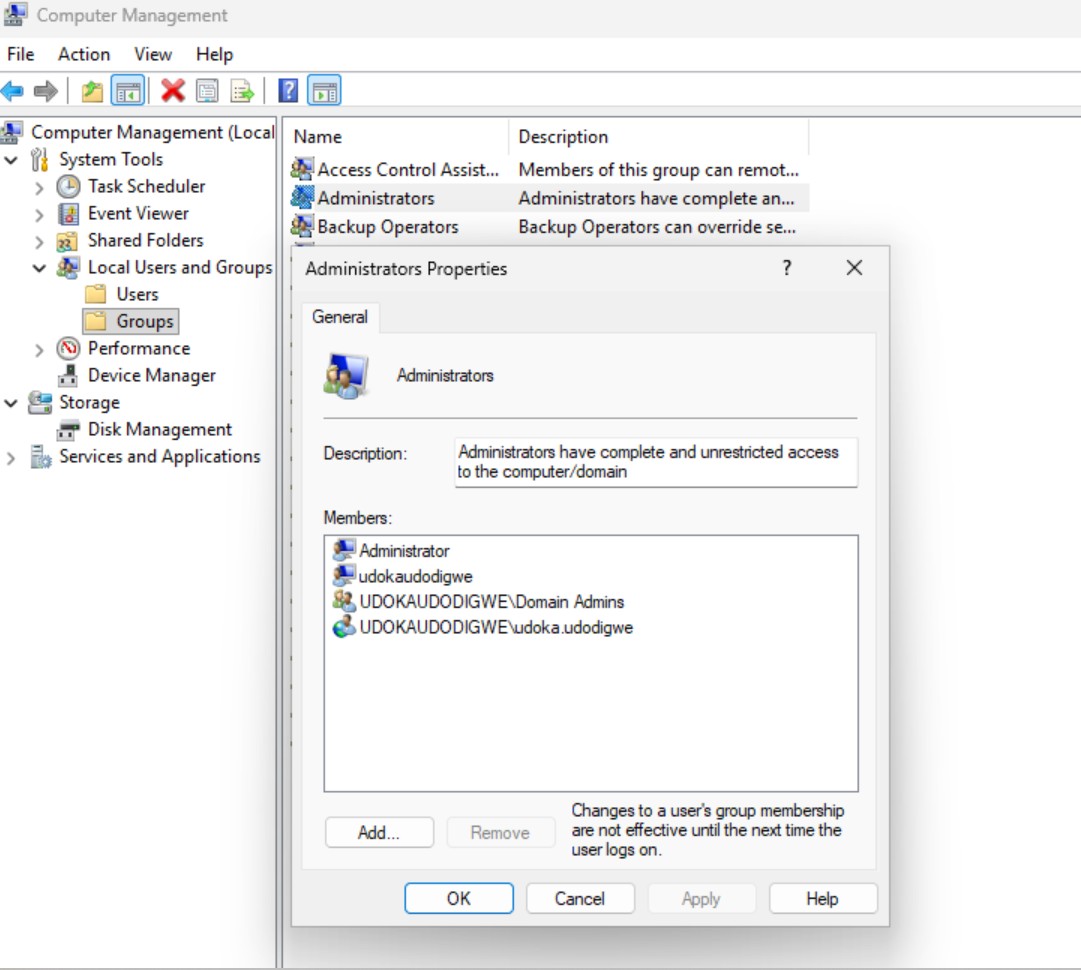 Computer Management
File Action View Help
Computer Management (Local
System Tools
Task Scheduler
Event Viewer
Shared Folders
Local Users and Groups
Users
Groups
Performance
Device Manager
Storage
Disk Management
Services and Applications
Name Description
Access Control Assist... Members of this group can remot...
Administrators Administrators have complete an...
Backup Operators Backup Operators can override se...
Administrators Properties ?
General
Administrators
Description: Administrators have complete and unrestricted access
to the computer/domain
Members:
Administrator
udokaudodigwe
UDOKAUDODIGWE\Domain Admins
UDOKAUDODIGWE\udoka.udodigwe
Add... Remove
Changes to a user's group membership
are not effective until the next time the
user logs on.
OK Cancel Apply Help